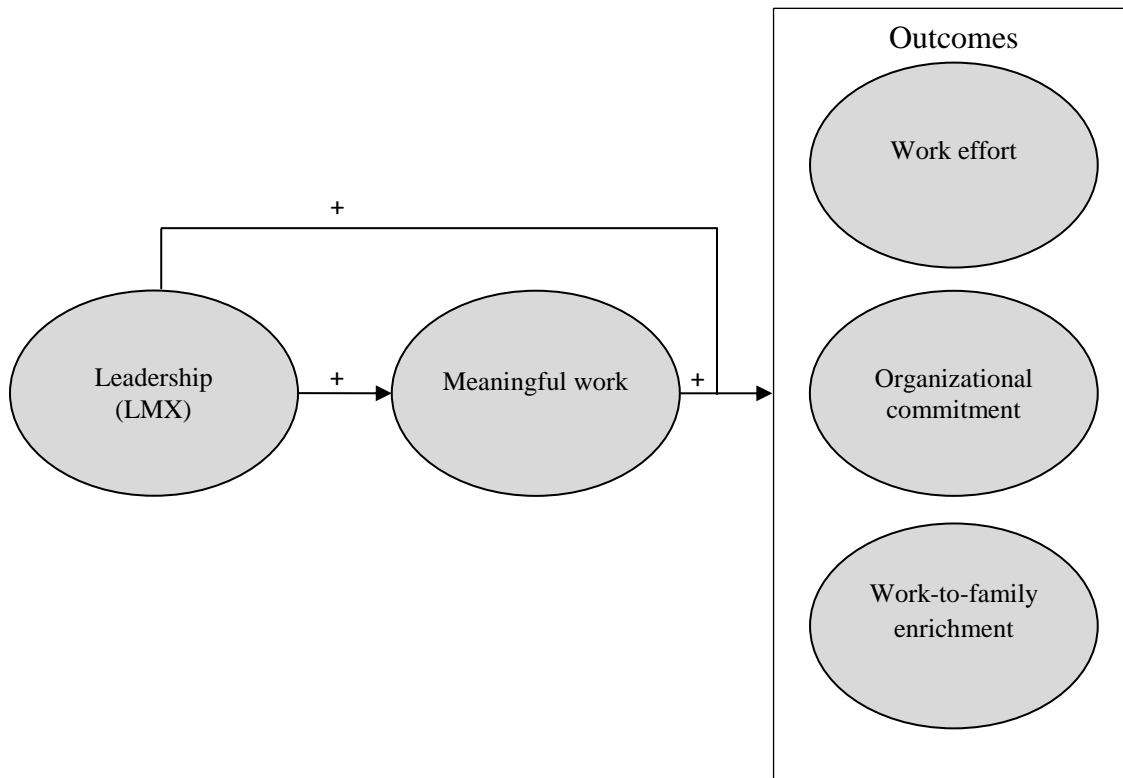 Outcomes
Work effort
+
Leadership
(LMX)
+
Meaningful work
+
Organizational
commitment
Work-to-family
enrichment